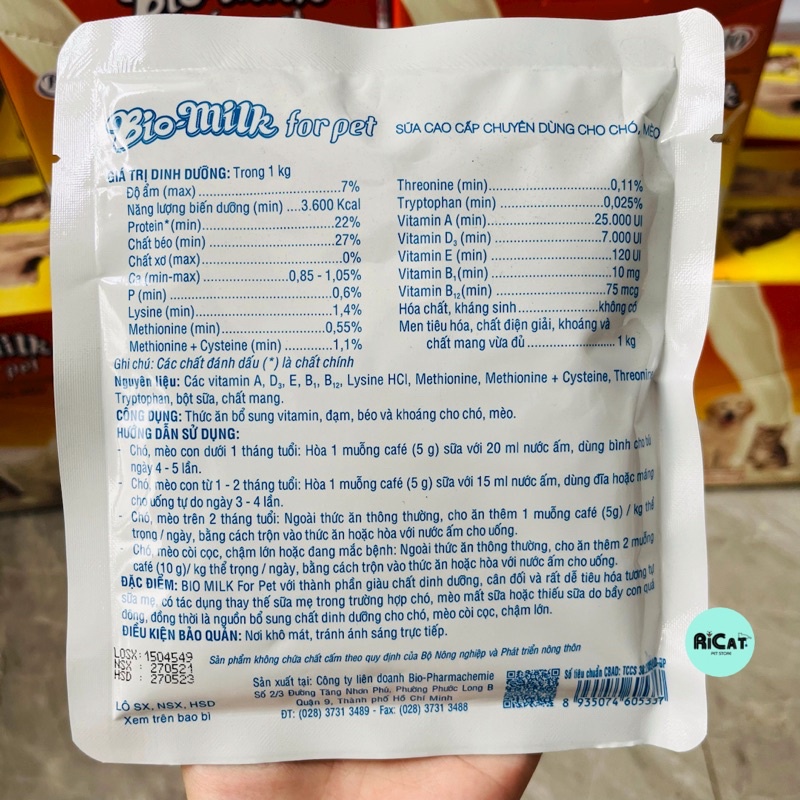 Bio-Milk for pet SỮA CAO CẤP CHUYÊN DÙNG CHO CHÓ, MÈO
GIÁ TRỊ DINH DƯỠNG: Trong 1 kg
Độ ẩm (max) ........ 7%
Năng lượng biến dưỡng (min) ....3.600 Kcal
Protein*(min) ........ 22%
Chất béo (min) ........ 27%
Chất xơ (max) ........ 0%
Ca (min-max) ........ 0,85 - 1,05%
P (min) ........ 0,6%
Lysine (min) ........ 1,4%
Methionine (min) ........ 0,55%
Methionine + Cysteine (min) ........ 1,1%
Threonine (min) ........ 0,11%
Tryptophan (min) ........ 0,025%
Vitamin A (min) ........ 25.000 UI
Vitamin D3 (min) ........ 7.000 UI
Vitamin E (min) ........ 120 UI
Vitamin B1(min) ........ 10 mg
Vitamin B12(min) ........ 75 mcg
Hóa chất, kháng sinh ........ không có
Men tiêu hóa, chất điện giải, khoáng và
chất mang vừa đủ ........ 1 kg
Ghi chú: Các chất đánh dấu (*) là chất chính
Nguyên liệu: Các vitamin A, D3, E, B1, B12, Lysine HCl, Methionine, Methionine + Cysteine, Threonine,
Tryptophan, bột sữa, chất mang.
CÔNG DỤNG: Thức ăn bổ sung vitamin, đạm, béo và khoáng cho chó, mèo.
HƯỚNG DẪN SỬ DỤNG:
- Chó, mèo con dưới 1 tháng tuổi: Hòa 1 muỗng café (5 g) sữa với 20 ml nước ấm, dùng bình cho bú
ngày 4 - 5 lần.
- Chó, mèo con từ 1 - 2 tháng tuổi: Hòa 1 muỗng café (5 g) sữa với 15 ml nước ấm, dùng dĩa hoặc máng
cho uống tự do ngày 3 - 4 lần.
- Chó, mèo trên 2 tháng tuổi: Ngoài thức ăn thông thường, cho ăn thêm 1 muỗng café (5g) / kg thể
trọng / ngày, bằng cách trộn vào thức ăn hoặc hòa với nước ấm cho uống.
- Chó, mèo còi cọc, chậm lớn hoặc đang mắc bệnh: Ngoài thức ăn thông thường, cho ăn thêm 2 muỗng
café (10 g)/ kg thể trọng / ngày, bằng cách trộn vào thức ăn hoặc hòa với nước ấm cho uống.
ĐẶC ĐIỂM: BIO MILK For Pet với thành phần giàu chất dinh dưỡng, cân đối và rất dễ tiêu hóa tương tự
sữa mẹ, có tác dụng thay thế sữa mẹ trong trường hợp chó, mèo mất sữa hoặc thiếu sữa do bầy con quá
đông, đồng thời là nguồn bổ sung chất dinh dưỡng cho chó, mèo còi cọc, chậm lớn.
ĐIỀU KIỆN BẢO QUẢN: Nơi khô mát, tránh ánh sáng trực tiếp.
LOSX: 1504549
NSX : 270521
HSD : 270523
Sản phẩm không chứa chất cấm theo quy định của Bộ Nông nghiệp và Phát triển nông thôn
LÔ SX, NSX, HSD
Xem trên bao bì
Sản xuất tại: Công ty liên doanh Bio-Pharmachemie
Số 2/3 Đường Tăng Nhơn Phú, Phường Phước Long B
Quận 9, Thành phố Hồ Chí Minh
ĐT: (028) 3731 3489 - Fax: (028) 3731 3488
Số tiêu chuẩn CBAD: TCCS
8 935074 605337
RiCAT
PET STORE